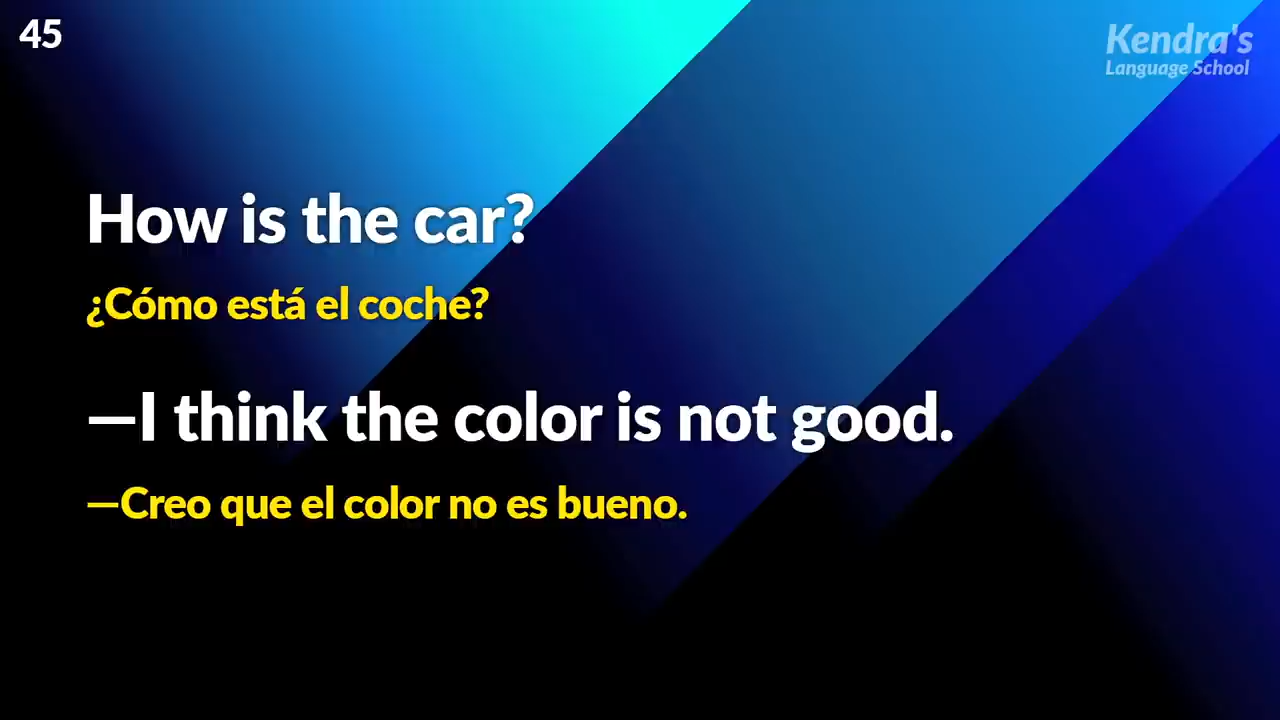 45
Kendra's
Language School
How is the car?
¿Cómo está el coche?
—I think the color is not good.
—Creo que el color no es bueno.